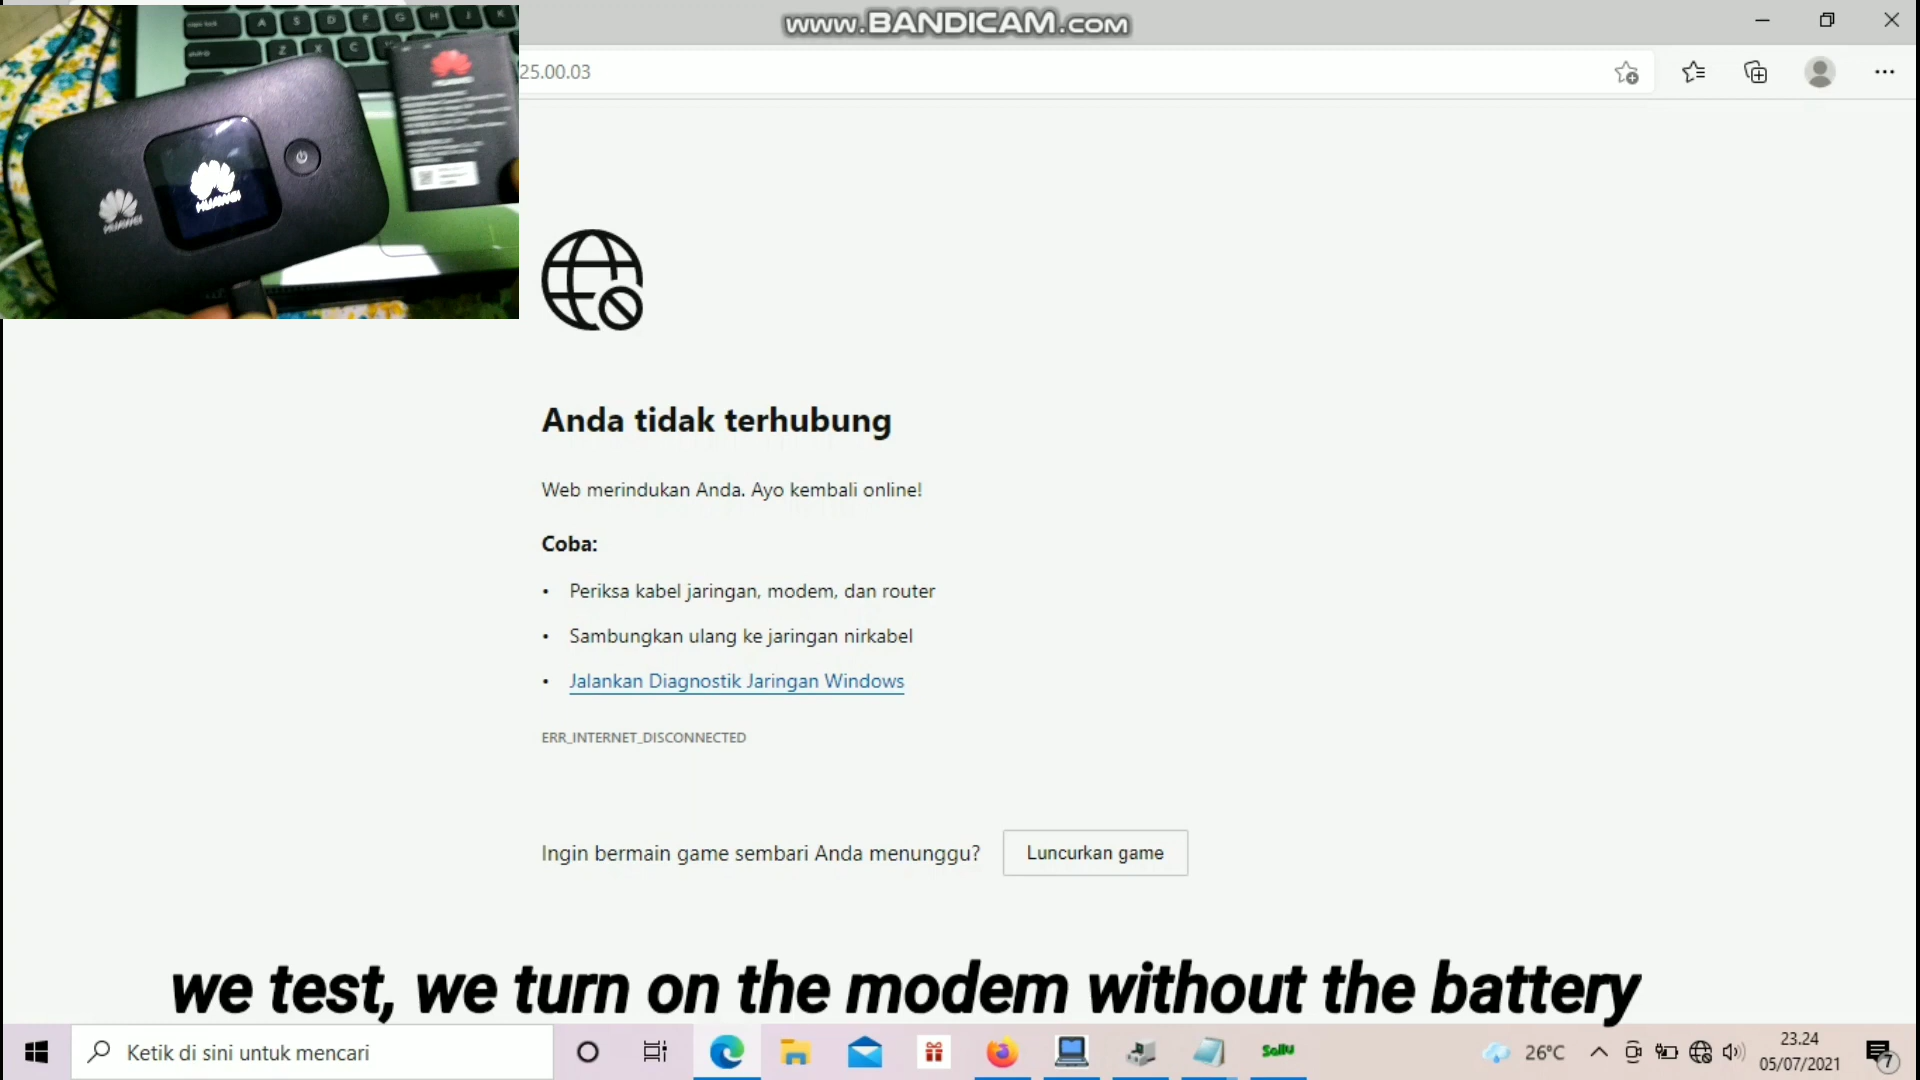 www.BANDICAM.com
25.00.03
HUAWEI
HUAWEI
Anda tidak terhubung
Web merindukan Anda. Ayo kembali online!
Coba:
• Periksa kabel jaringan, modem, dan router
• Sambungkan ulang ke jaringan nirkabel
• Jalankan Diagnostik Jaringan Windows
ERR_INTERNET_DISCONNECTED
Ingin bermain game sembari Anda menunggu? Luncurkan game
we test, we turn on the modem without the battery
Ketik di sini untuk mencari
26°C
23.24
05/07/2021
7